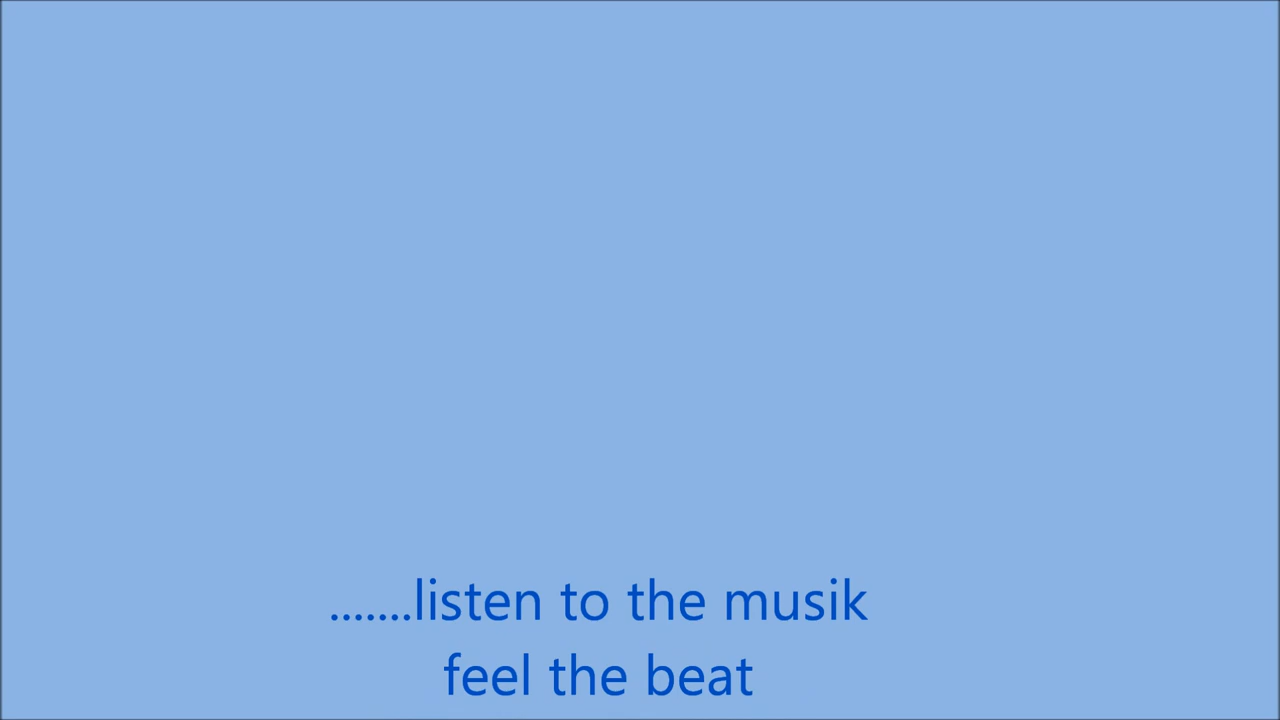 .......listen to the musik
feel the beat